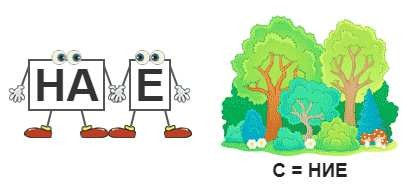 НА Е
С = НИЕ